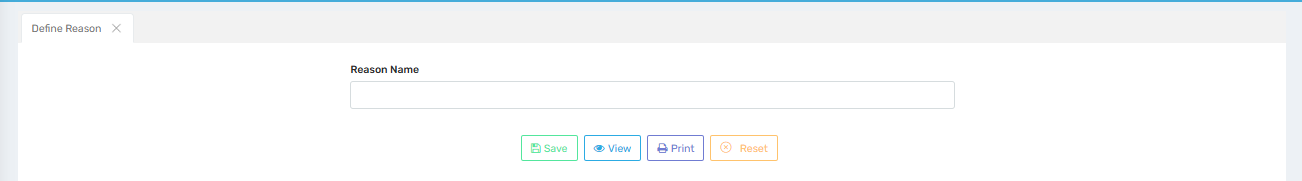 Define Reason
Reason Name
Save View Print Reset